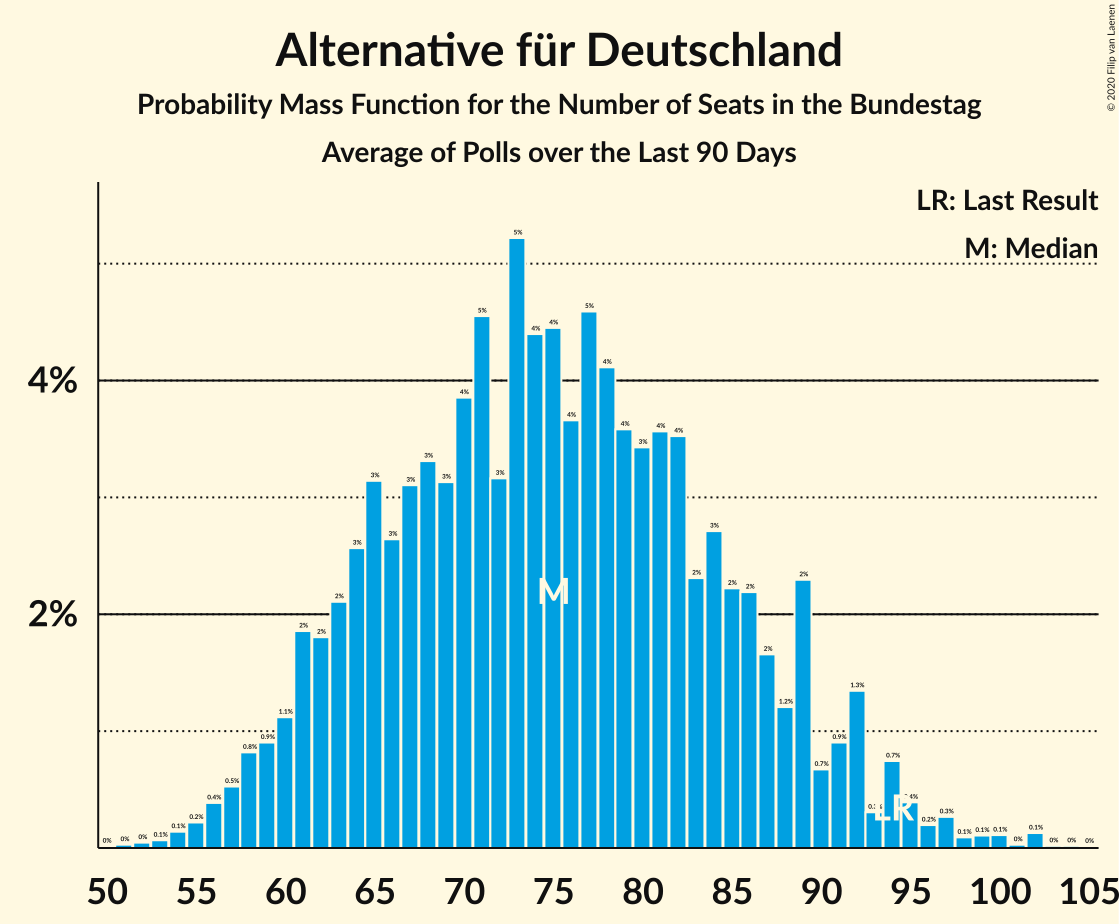 Alternative für Deutschland
Probability Mass Function for the Number of Seats in the Bundestag
Average of Polls over the Last 90 Days
© 2020 Filip van Laenen
LR: Last Result
M: Median
4%
2%
0% 0% 0% 0.1% 0.1% 0.2% 0.4% 0.5% 0.8% 0.9% 1.1% 2% 2% 2% 3% 3% 3% 3% 3% 3% 4% 5% 3% 5% 4% 4% 4% 5% 4% 4% 3% 4% 4% 2% 3% 2% 2% 2% 1.2% 2% 0.7% 0.9% 1.3% 0.7% 0.2% 0.3% 0.1% 0.1% 0.1% 0% 0.1% 0% 0% 0%
M
LR
50 55 60 65 70 75 80 85 90 95 100 105